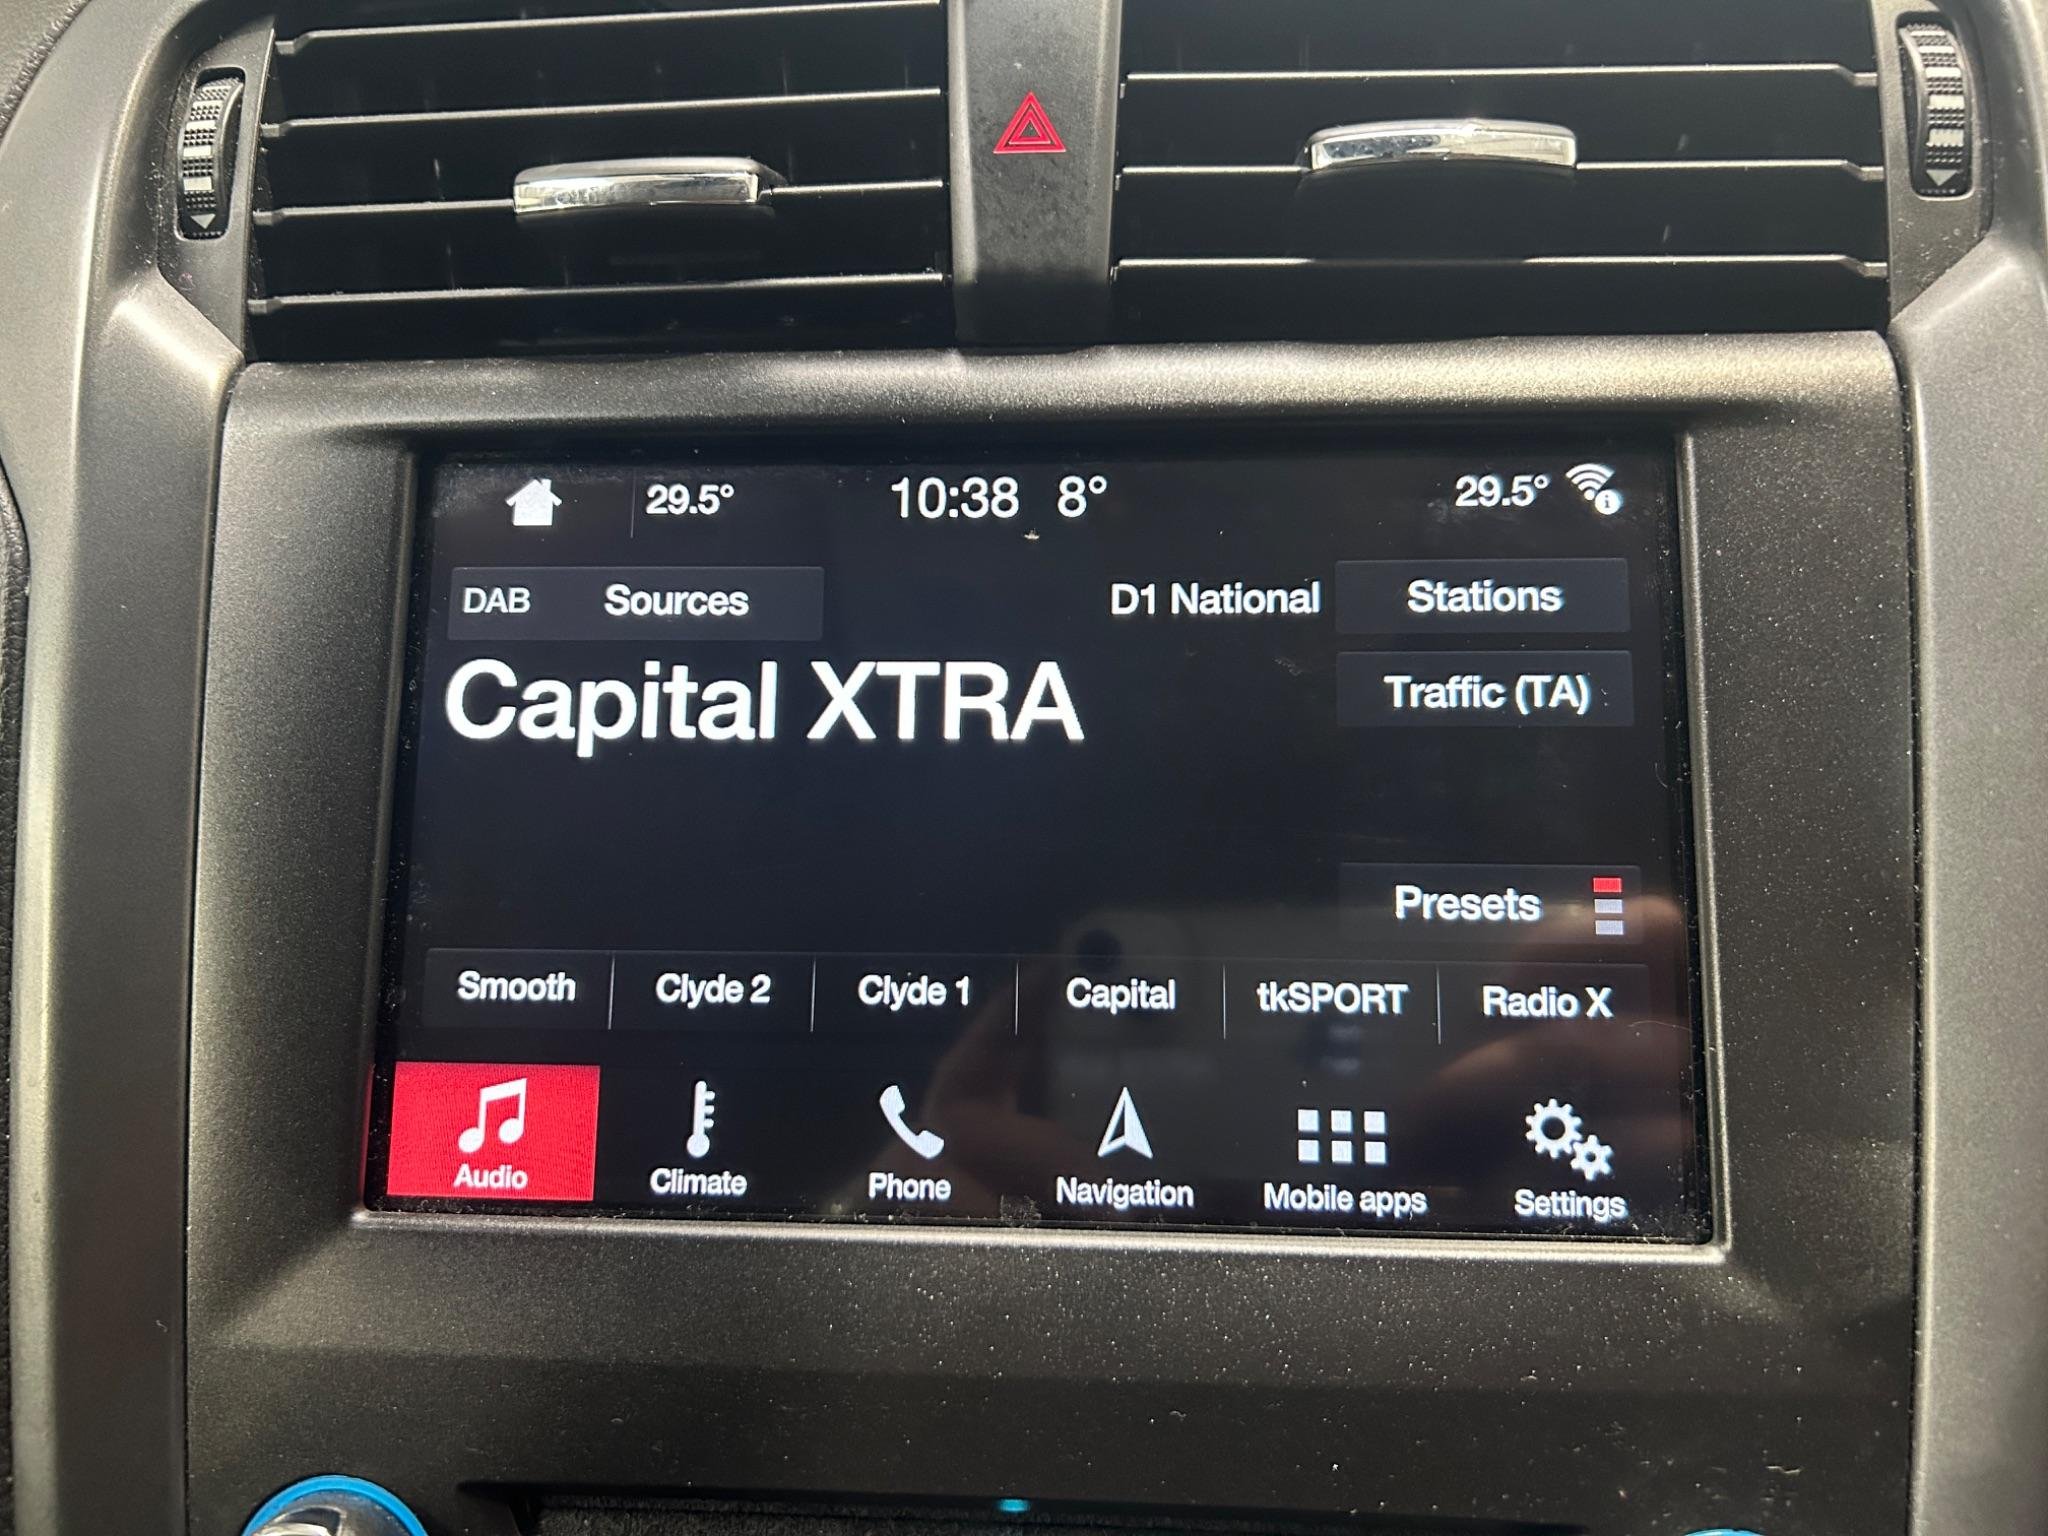 29.5° 10:38 8° 29.5°
DAB Sources D1 National Stations
Capital XTRA
Traffic (TA)
Presets
Smooth Clyde 2 Clyde 1 Capital tkSPORT Radio X
Audio Climate Phone Navigation Mobile apps Settings